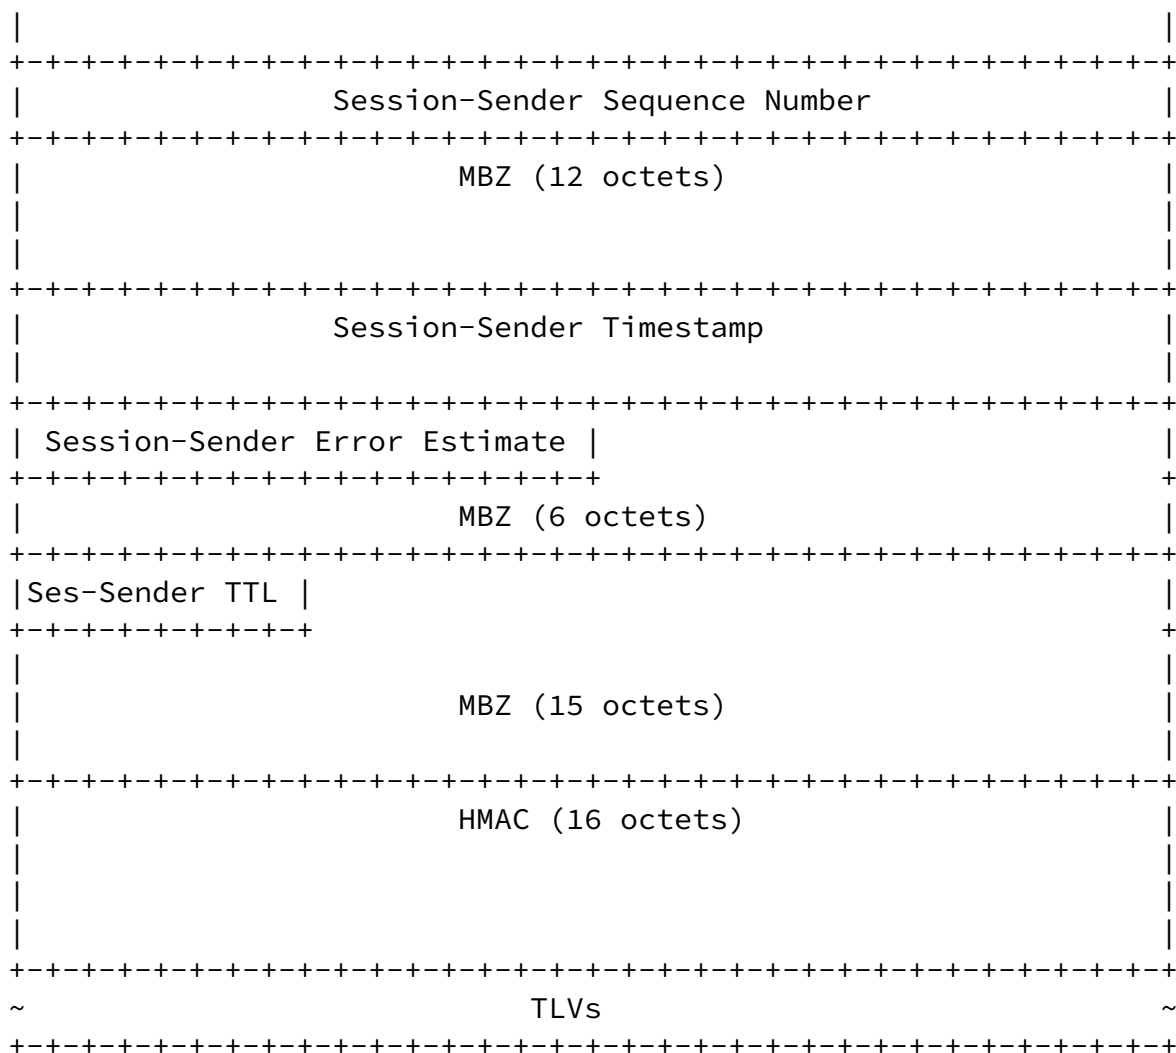 |                                                               |
+-+-+-+-+-+-+-+-+-+-+-+-+-+-+-+-+-+-+-+-+-+-+-+-+-+-+-+-+-+-+-+-+
|                 Session-Sender Sequence Number                |
+-+-+-+-+-+-+-+-+-+-+-+-+-+-+-+-+-+-+-+-+-+-+-+-+-+-+-+-+-+-+-+-+
|                        MBZ (12 octets)                        |
|                                                               |
|                                                               |
+-+-+-+-+-+-+-+-+-+-+-+-+-+-+-+-+-+-+-+-+-+-+-+-+-+-+-+-+-+-+-+-+
|                 Session-Sender Timestamp                      |
|                                                               |
+-+-+-+-+-+-+-+-+-+-+-+-+-+-+-+-+-+-+-+-+-+-+-+-+-+-+-+-+-+-+-+-+
| Session-Sender Error Estimate |                               |
+-+-+-+-+-+-+-+-+-+-+-+-+-+-+-+-+                               +
|                        MBZ (6 octets)                         |
+-+-+-+-+-+-+-+-+-+-+-+-+-+-+-+-+-+-+-+-+-+-+-+-+-+-+-+-+-+-+-+-+
|Ses-Sender TTL |                                               |
+-+-+-+-+-+-+-+-+                                               +
|                                                               |
|                        MBZ (15 octets)                        |
|                                                               |
+-+-+-+-+-+-+-+-+-+-+-+-+-+-+-+-+-+-+-+-+-+-+-+-+-+-+-+-+-+-+-+-+
|                        HMAC (16 octets)                       |
|                                                               |
|                                                               |
|                                                               |
+-+-+-+-+-+-+-+-+-+-+-+-+-+-+-+-+-+-+-+-+-+-+-+-+-+-+-+-+-+-+-+-+
~                            TLVs                               ~
+-+-+-+-+-+-+-+-+-+-+-+-+-+-+-+-+-+-+-+-+-+-+-+-+-+-+-+-+-+-+-+-+